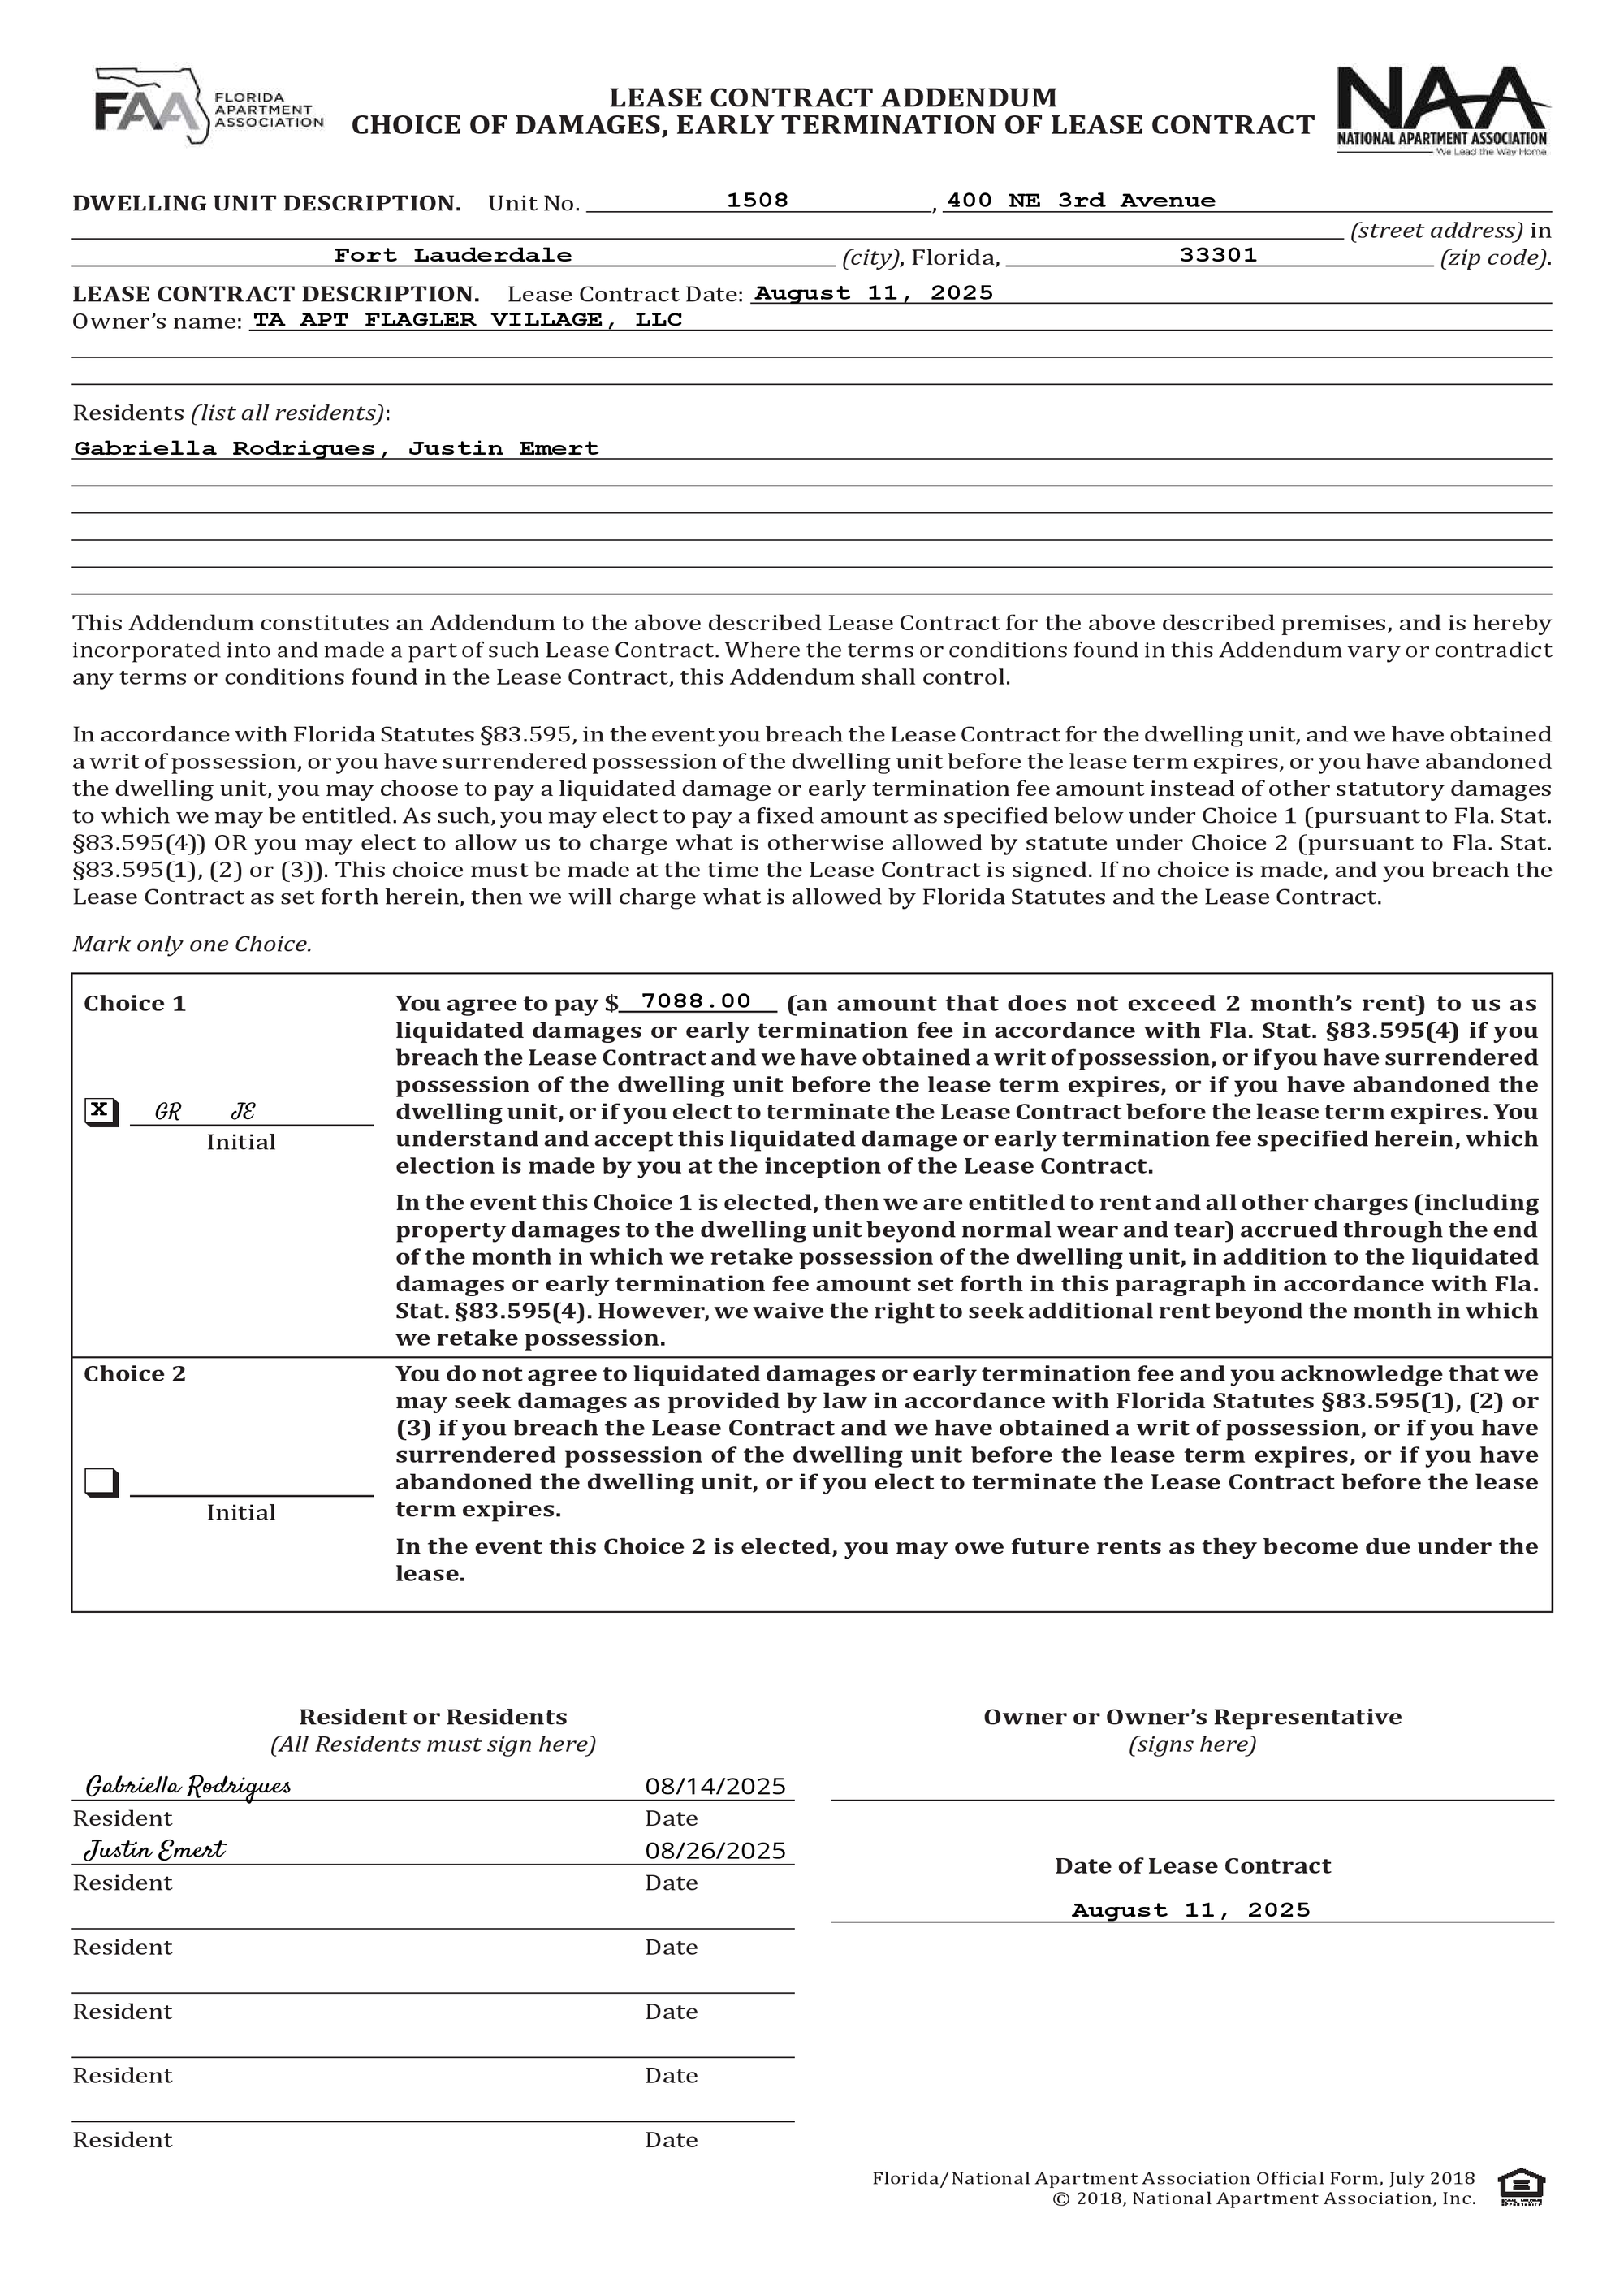 FAA FLORIDA
APARTMENT
ASSOCIATION
LEASE CONTRACT ADDENDUM
CHOICE OF DAMAGES, EARLY TERMINATION OF LEASE CONTRACT
NAA
NATIONAL APARTMENT ASSOCIATION
We Lead the Way Home
DWELLING UNIT DESCRIPTION. Unit No. 1508, 400 NE 3rd Avenue
(street address) in
Fort Lauderdale (city), Florida, 33301 (zip code).
LEASE CONTRACT DESCRIPTION. Lease Contract Date: August 11, 2025
Owner’s name: TA APT FLAGLER VILLAGE, LLC
Residents (list all residents):
Gabriella Rodrigues, Justin Emert
This Addendum constitutes an Addendum to the above described Lease Contract for the above described premises, and is hereby
incorporated into and made a part of such Lease Contract. Where the terms or conditions found in this Addendum vary or contradict
any terms or conditions found in the Lease Contract, this Addendum shall control.
In accordance with Florida Statutes §83.595, in the event you breach the Lease Contract for the dwelling unit, and we have obtained
a writ of possession, or you have surrendered possession of the dwelling unit before the lease term expires, or you have abandoned
the dwelling unit, you may choose to pay a liquidated damage or early termination fee amount instead of other statutory damages
to which we may be entitled. As such, you may elect to pay a fixed amount as specified below under Choice 1 (pursuant to Fla. Stat.
§83.595(4)) OR you may elect to allow us to charge what is otherwise allowed by statute under Choice 2 (pursuant to Fla. Stat.
§83.595(1), (2) or (3)). This choice must be made at the time the Lease Contract is signed. If no choice is made, and you breach the
Lease Contract as set forth herein, then we will charge what is allowed by Florida Statutes and the Lease Contract.
Mark only one Choice.
Choice 1
X GR JE
Initial
You agree to pay $ 7088.00 (an amount that does not exceed 2 month’s rent) to us as
liquidated damages or early termination fee in accordance with Fla. Stat. §83.595(4) if you
breach the Lease Contract and we have obtained a writ of possession, or if you have surrendered
possession of the dwelling unit before the lease term expires, or if you have abandoned the
dwelling unit, or if you elect to terminate the Lease Contract before the lease term expires. You
understand and accept this liquidated damage or early termination fee specified herein, which
election is made by you at the inception of the Lease Contract.
In the event this Choice 1 is elected, then we are entitled to rent and all other charges (including
property damages to the dwelling unit beyond normal wear and tear) accrued through the end
of the month in which we retake possession of the dwelling unit, in addition to the liquidated
damages or early termination fee amount set forth in this paragraph in accordance with Fla.
Stat. §83.595(4). However, we waive the right to seek additional rent beyond the month in which
we retake possession.
Choice 2
Initial
You do not agree to liquidated damages or early termination fee and you acknowledge that we
may seek damages as provided by law in accordance with Florida Statutes §83.595(1), (2) or
(3) if you breach the Lease Contract and we have obtained a writ of possession, or if you have
surrendered possession of the dwelling unit before the lease term expires, or if you have
abandoned the dwelling unit, or if you elect to terminate the Lease Contract before the lease
term expires.
In the event this Choice 2 is elected, you may owe future rents as they become due under the
lease.
Resident or Residents
(All Residents must sign here)
Gabriella Rodrigues 08/14/2025
Resident Date
Justin Emert 08/26/2025
Resident Date
Resident Date
Resident Date
Resident Date
Resident Date
Owner or Owner’s Representative
(signs here)
Date of Lease Contract
August 11, 2025
Florida/National Apartment Association Official Form, July 2018
© 2018, National Apartment Association, Inc.